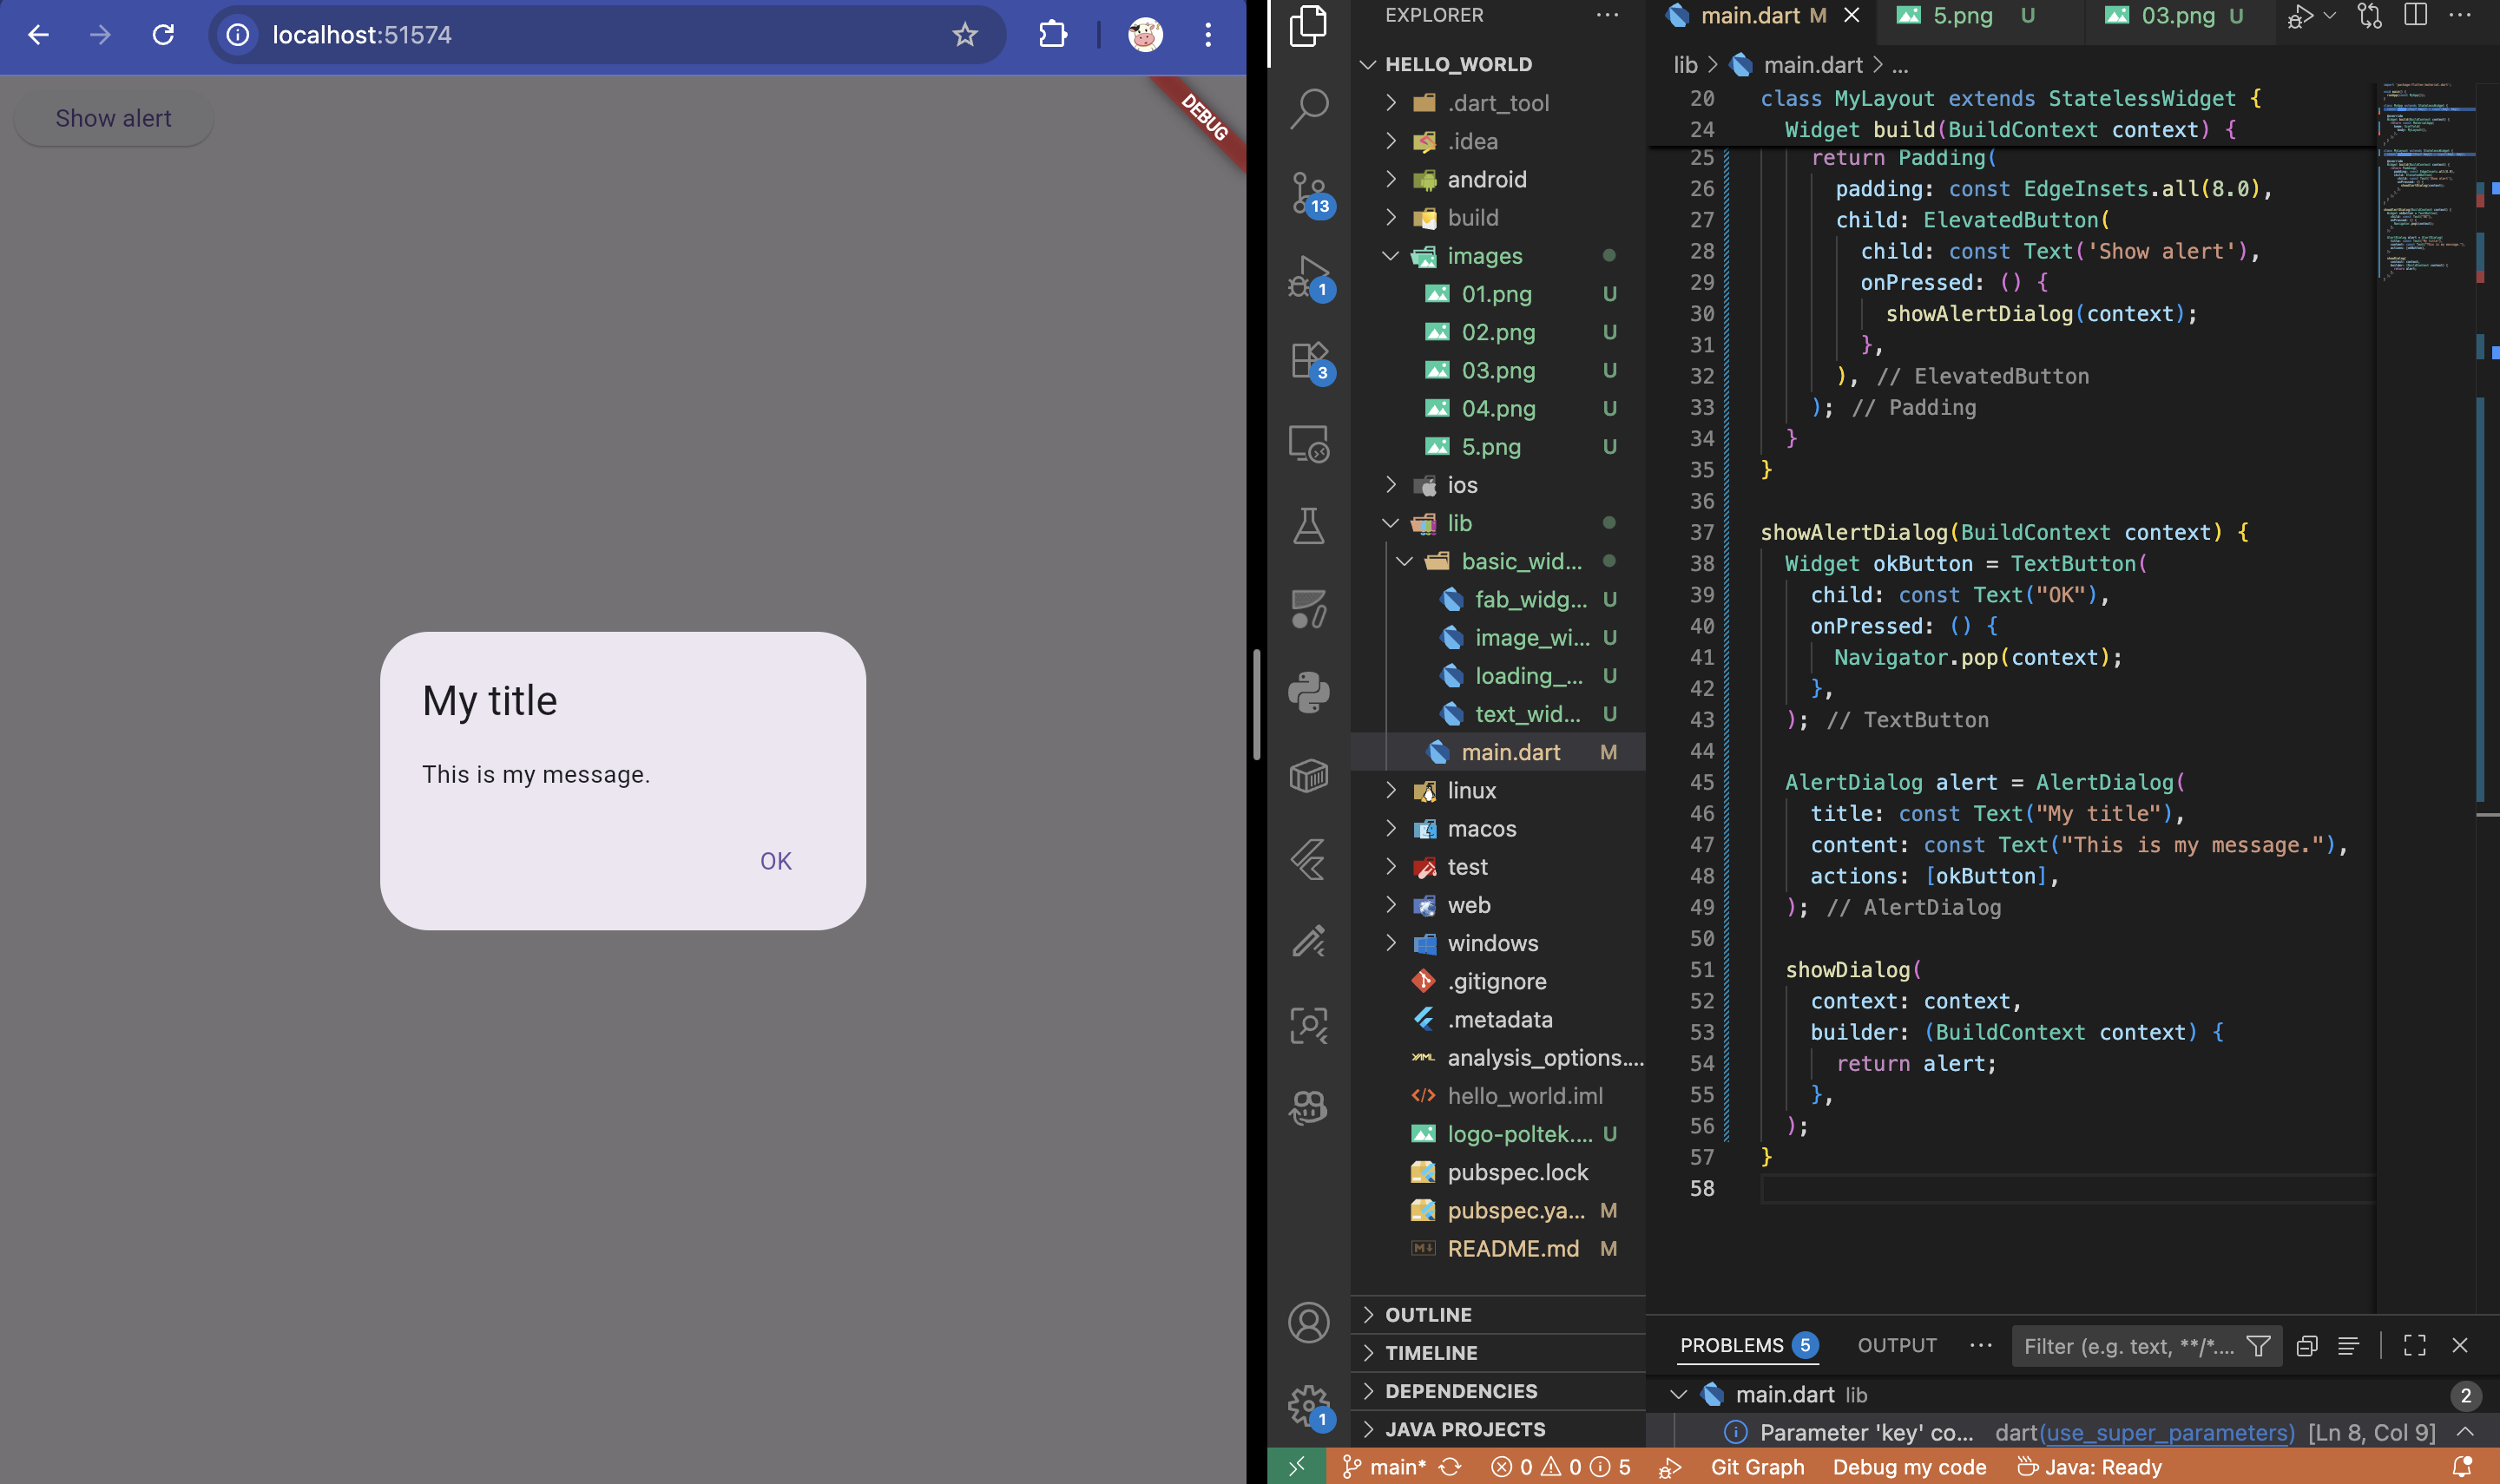 localhost:51574
Show alert
DEBUG
My title
This is my message.
OK
13
1
3
1
EXPLORER
HELLO_WORLD
.dart_tool
.idea
android
build
images
01.png U
02.png U
03.png U
04.png U
5.png U
ios
lib
basic_wid...
fab_widg... U
image_wi... U
loading_... U
text_wid... U
main.dart M
linux
macos
test
web
windows
.gitignore
.metadata
analysis_options....
hello_world.iml
logo-poltek.... U
pubspec.lock
pubspec.ya... M
README.md M
OUTLINE
TIMELINE
DEPENDENCIES
JAVA PROJECTS
main.dart M
5.png U
03.png U
lib > main.dart > ...
20 class MyLayout extends StatelessWidget {
24 Widget build(BuildContext context) {
25 return Padding(
26 padding: const EdgeInsets.all(8.0),
27 child: ElevatedButton(
28 child: const Text('Show alert'),
29 onPressed: () {
30 showAlertDialog(context);
31 },
32 ), // ElevatedButton
33 ); // Padding
34 }
35 }
36
37 showAlertDialog(BuildContext context) {
38 Widget okButton = TextButton(
39 child: const Text("OK"),
40 onPressed: () {
41 Navigator.pop(context);
42 },
43 ); // TextButton
44
45 AlertDialog alert = AlertDialog(
46 title: const Text("My title"),
47 content: const Text("This is my message."),
48 actions: [okButton],
49 ); // AlertDialog
50
51 showDialog(
52 context: context,
53 builder: (BuildContext context) {
54 return alert;
55 },
56 );
57 }
58
PROBLEMS 5 OUTPUT ... Filter (e.g. text, **/*....
main.dart lib 2
Parameter 'key' co... dart(use_super_parameters) [Ln 8, Col 9]
main* 0 0 5 Git Graph Debug my code Java: Ready